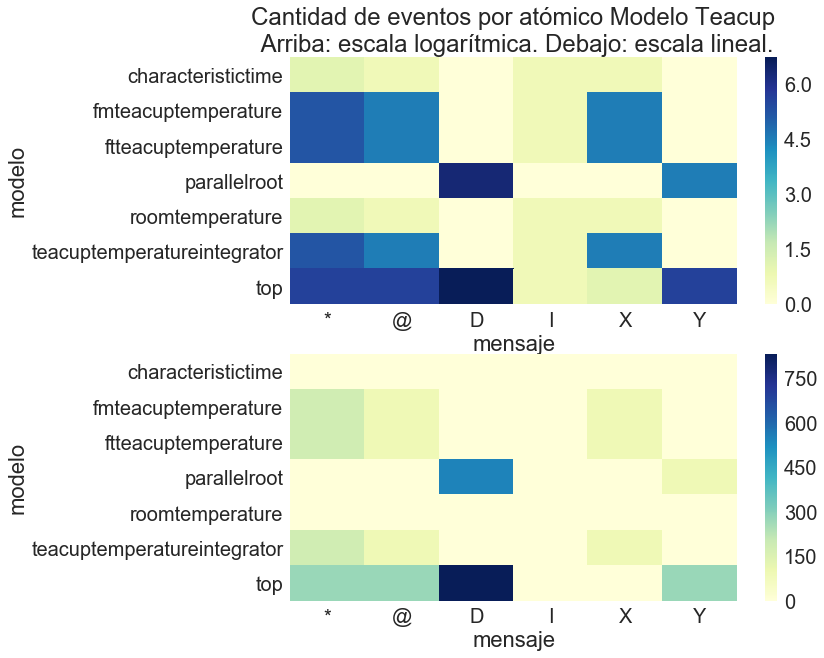 Cantidad de eventos por atómico Modelo Teacup
Arriba: escala logarítmica. Debajo: escala lineal.
modelo
characteristictime
fmteacuptemperature
ftteacuptemperature
parallelroot
roomtemperature
teacuptemperatureintegrator
top
* @ D I X Y
mensaje
6.0
4.5
3.0
1.5
0.0
modelo
characteristictime
fmteacuptemperature
ftteacuptemperature
parallelroot
roomtemperature
teacuptemperatureintegrator
top
* @ D I X Y
mensaje
750
600
450
300
150
0